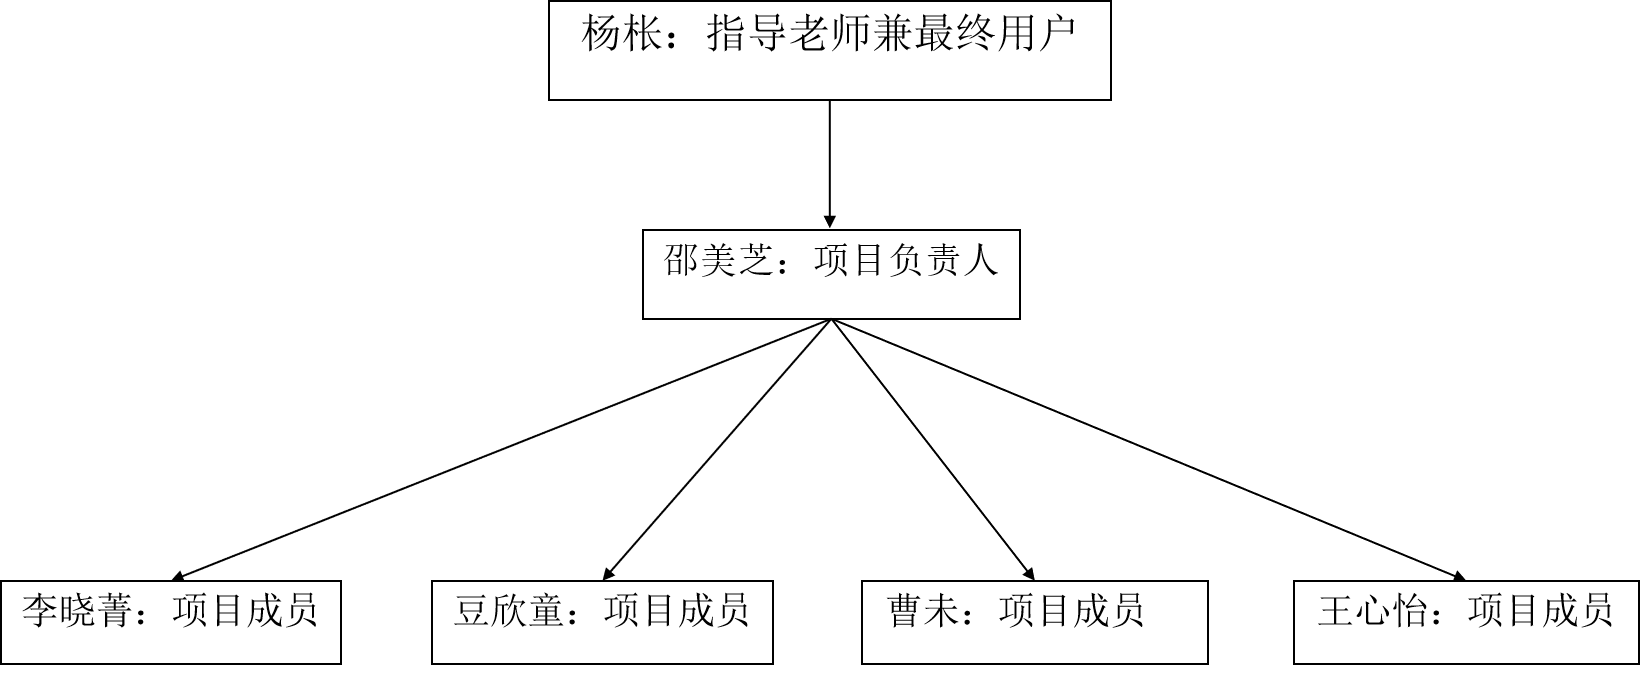 杨枨：指导老师兼最终用户
邵美芝：项目负责人
李晓菁：项目成员
豆欣童：项目成员
曹未：项目成员
王心怡：项目成员